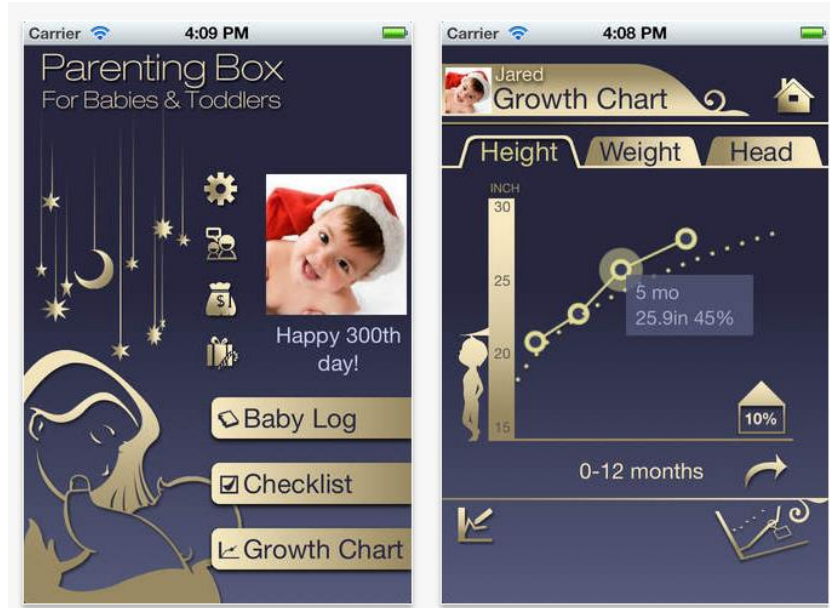 Carrier 4:09 PM
Parenting Box
For Babies & Toddlers
$
Happy 300th
day!
Baby Log
Checklist
Growth Chart
Carrier 4:08 PM
Jared
Growth Chart
Height Weight Head
INCH
30
25
5 mo
25.9in 45%
20
10%
15
0-12 months